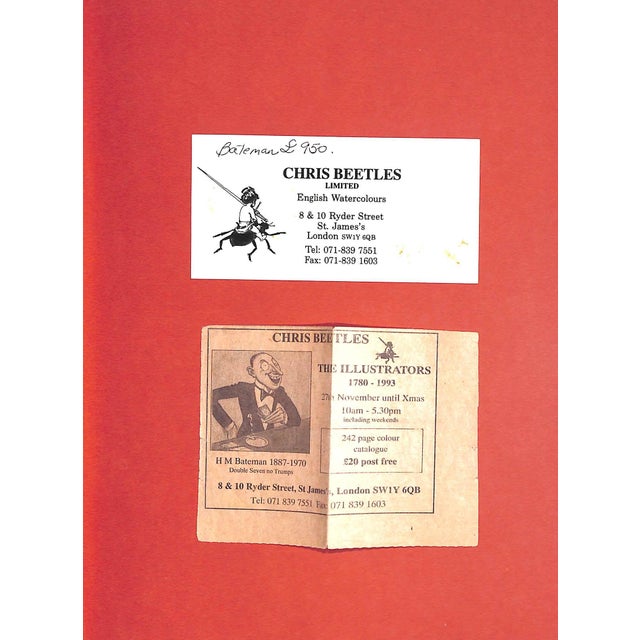 Bateman £ 950.
CHRIS BEETLES
LIMITED
English Watercolours
8 & 10 Ryder Street
St. James's
London SW1Y 6QB
Tel: 071-839 7551
Fax: 071-839 1603
CHRIS BEETLES
THE ILLUSTRATORS
1780 - 1993
27th November until Xmas
10am - 5.30pm
including weekends
242 page colour
catalogue
£20 post free
H M Bateman 1887-1970
Double Seven no Trumps
8 & 10 Ryder Street, St James's, London SW1Y 6QB
Tel: 071 839 7551 Fax: 071 839 1603